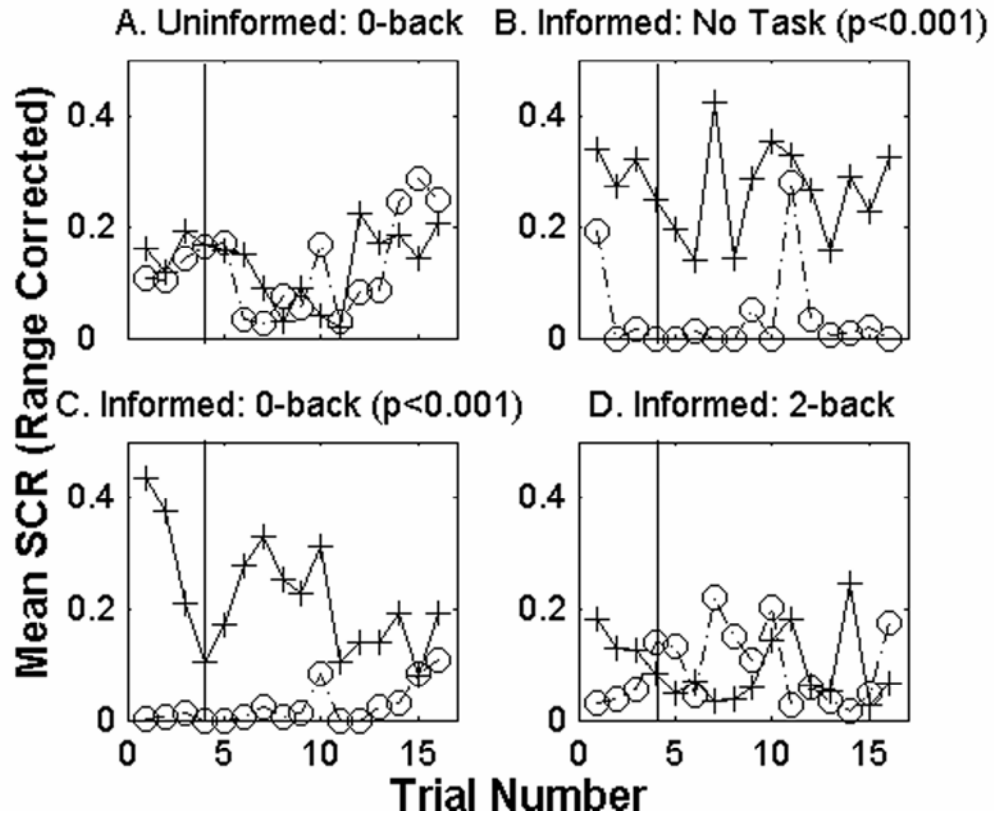 A. Uninformed: 0-back
B. Informed: No Task (p<0.001)
Mean SCR (Range Corrected)
0.4
0.2
0
0.4
0.2
0
C. Informed: 0-back (p<0.001)
D. Informed: 2-back
0.4
0.2
0
0.4
0.2
0
0 5 10 15
0 5 10 15
Trial Number